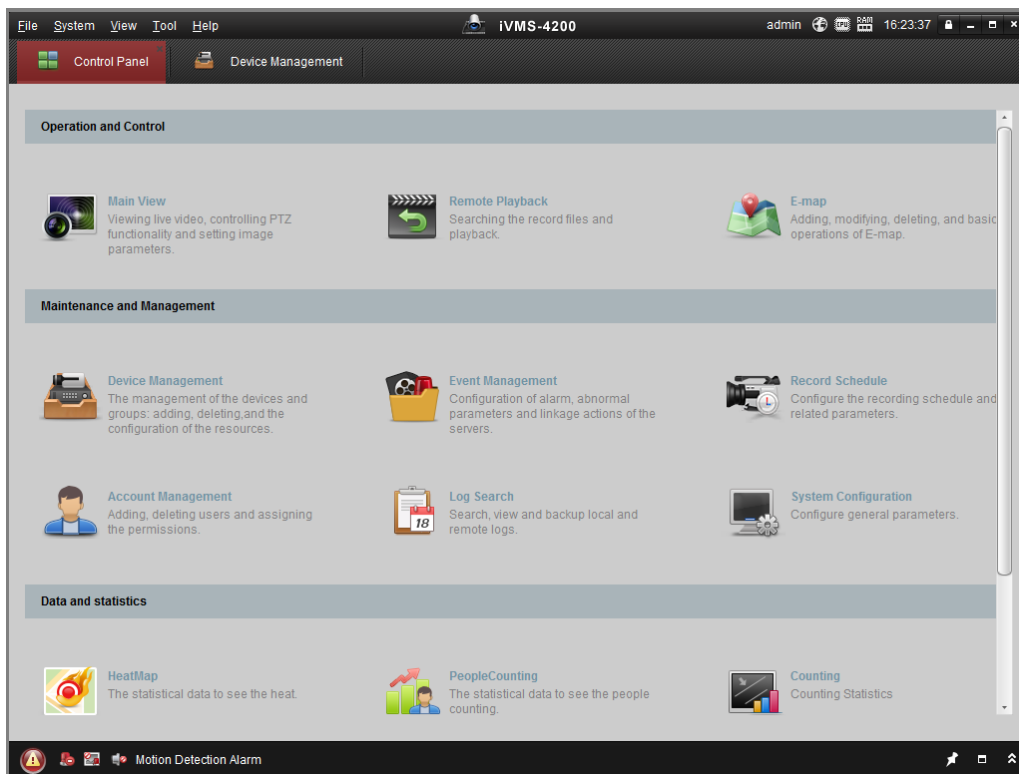 File System View Tool Help iVMS-4200 admin CPU RAM 16:23:37
Control Panel Device Management
Operation and Control
Main View
Viewing live video, controlling PTZ
functionality and setting image
parameters.
Remote Playback
Searching the record files and
playback.
E-map
Adding, modifying, deleting, and basic
operations of E-map.
Maintenance and Management
Device Management
The management of the devices and
groups: adding, deleting,and the
configuration of the resources.
Event Management
Configuration of alarm, abnormal
parameters and linkage actions of the
servers.
Record Schedule
Configure the recording schedule and
related parameters.
Account Management
Adding, deleting users and assigning
the permissions.
18
Log Search
Search, view and backup local and
remote logs.
System Configuration
Configure general parameters.
Data and statistics
HeatMap
The statistical data to see the heat.
PeopleCounting
The statistical data to see the people
counting.
Counting
Counting Statistics
Motion Detection Alarm